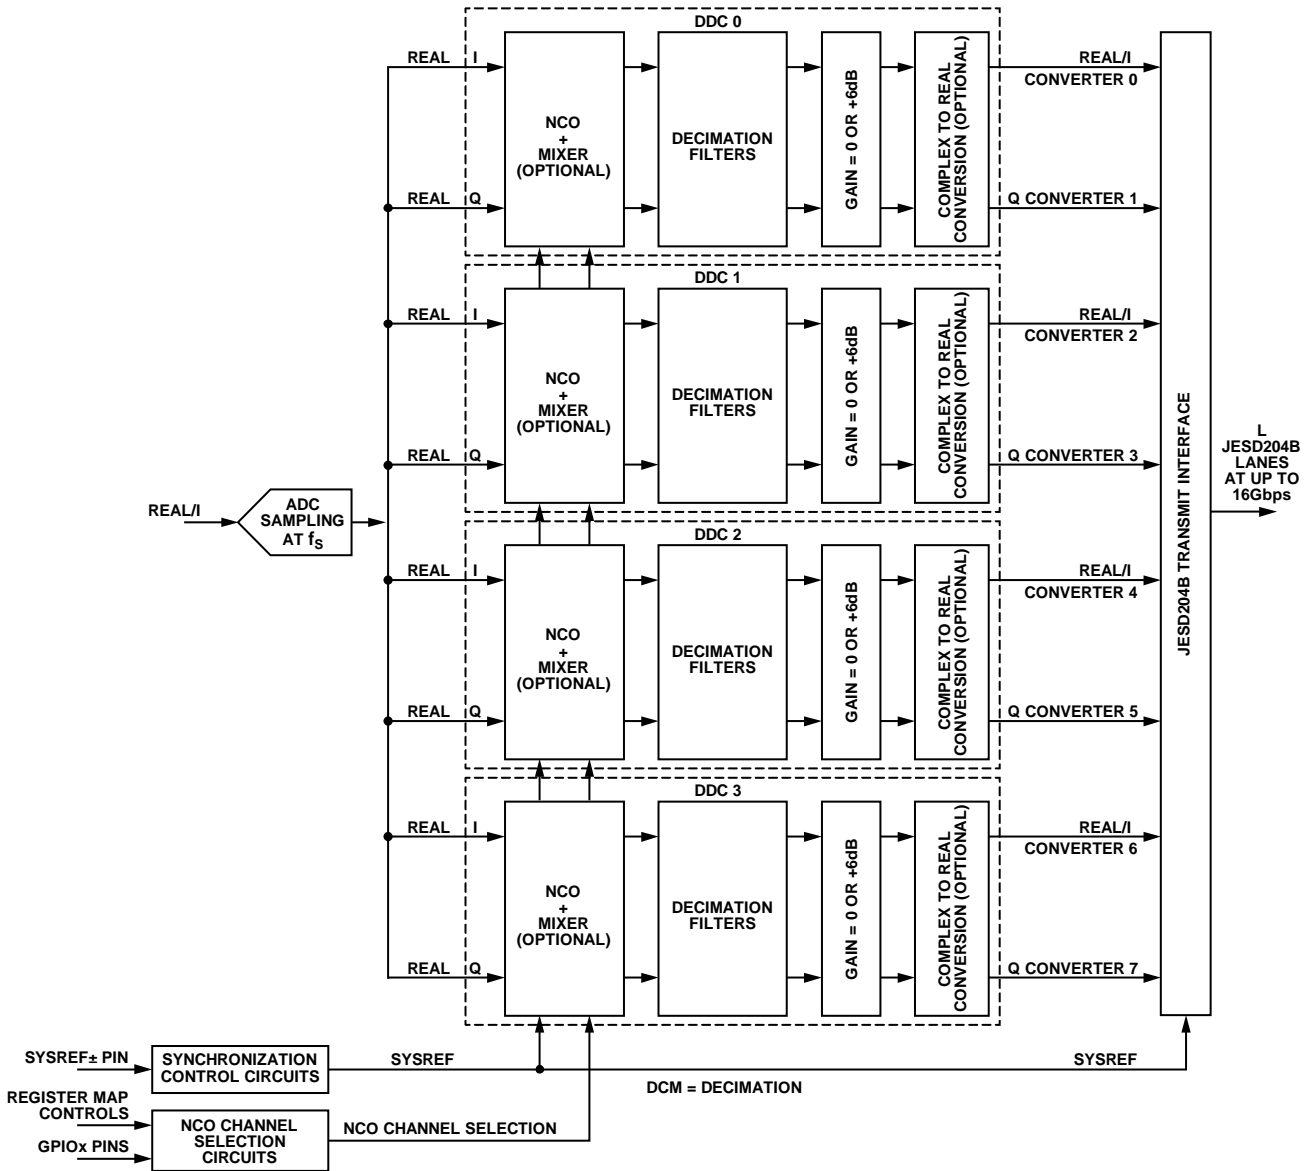 DDC 0
REAL I
REAL Q
NCO
+
MIXER
(OPTIONAL)
DECIMATION
FILTERS
GAIN = 0 OR +6dB
COMPLEX TO REAL
CONVERSION (OPTIONAL)
REAL/I
CONVERTER 0
Q CONVERTER 1
DDC 1
REAL I
REAL Q
NCO
+
MIXER
(OPTIONAL)
DECIMATION
FILTERS
GAIN = 0 OR +6dB
COMPLEX TO REAL
CONVERSION (OPTIONAL)
REAL/I
CONVERTER 2
Q CONVERTER 3
REAL/I
ADC
SAMPLING
AT fS
DDC 2
REAL I
REAL Q
NCO
+
MIXER
(OPTIONAL)
DECIMATION
FILTERS
GAIN = 0 OR +6dB
COMPLEX TO REAL
CONVERSION (OPTIONAL)
REAL/I
CONVERTER 4
Q CONVERTER 5
DDC 3
REAL I
REAL Q
NCO
+
MIXER
(OPTIONAL)
DECIMATION
FILTERS
GAIN = 0 OR +6dB
COMPLEX TO REAL
CONVERSION (OPTIONAL)
REAL/I
CONVERTER 6
Q CONVERTER 7
JESD204B TRANSMIT INTERFACE
L
JESD204B
LANES
AT UP TO
16Gbps
SYSREF± PIN
SYNCHRONIZATION
CONTROL CIRCUITS
SYSREF
SYSREF
DCM = DECIMATION
REGISTER MAP
CONTROLS
GPIOx PINS
NCO CHANNEL
SELECTION
CIRCUITS
NCO CHANNEL SELECTION